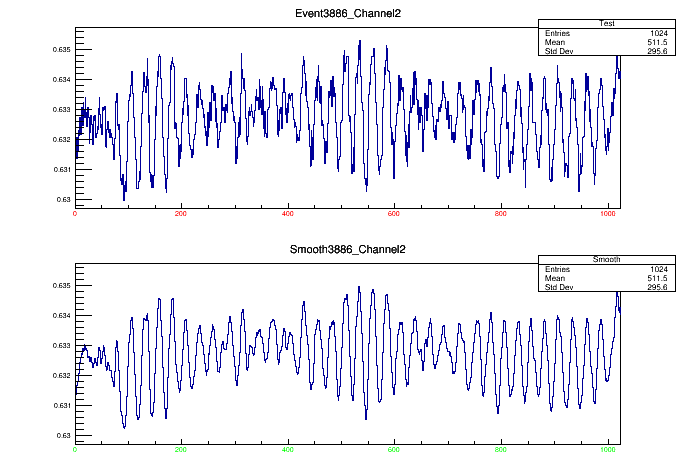 Event3886_Channel2
Test
Entries 1024
Mean 511.5
Std Dev 295.6
0.635
0.634
0.633
0.632
0.631
0.63
0 200 400 600 800 1000
Smooth3886_Channel2
Smooth
Entries 1024
Mean 511.5
Std Dev 295.6
0.635
0.634
0.633
0.632
0.631
0.63
0 200 400 600 800 1000